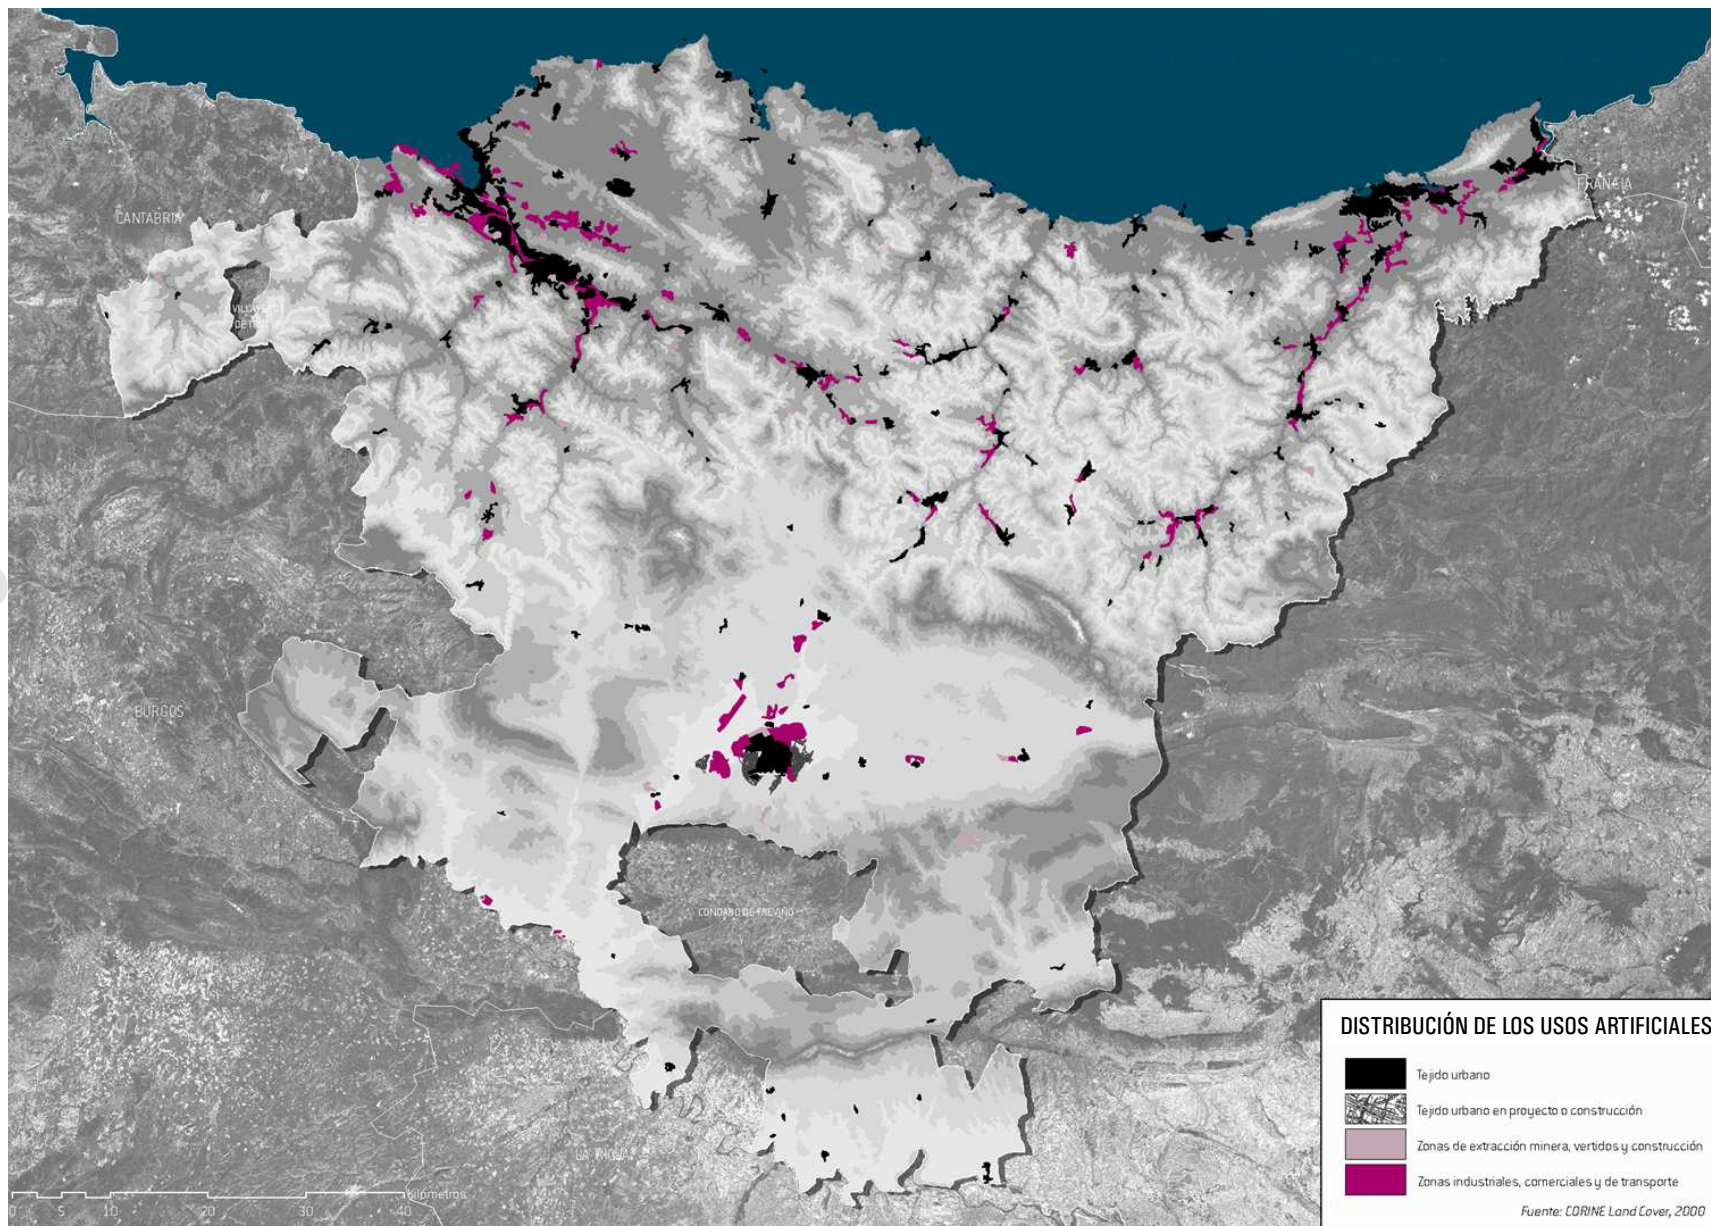 CANTABRIA
FRANCIA
BURGOS
CONDADO DE TREVIÑO
LA RIOJA
0 5 10 20 30 40 Kilómetros
DISTRIBUCIÓN DE LOS USOS ARTIFICIALES
Tejido urbano
Tejido urbano en proyecto o construcción
Zonas de extracción minera, vertidos y construcción
Zonas industriales, comerciales y de transporte
Fuente: CORINE Land Cover, 2000